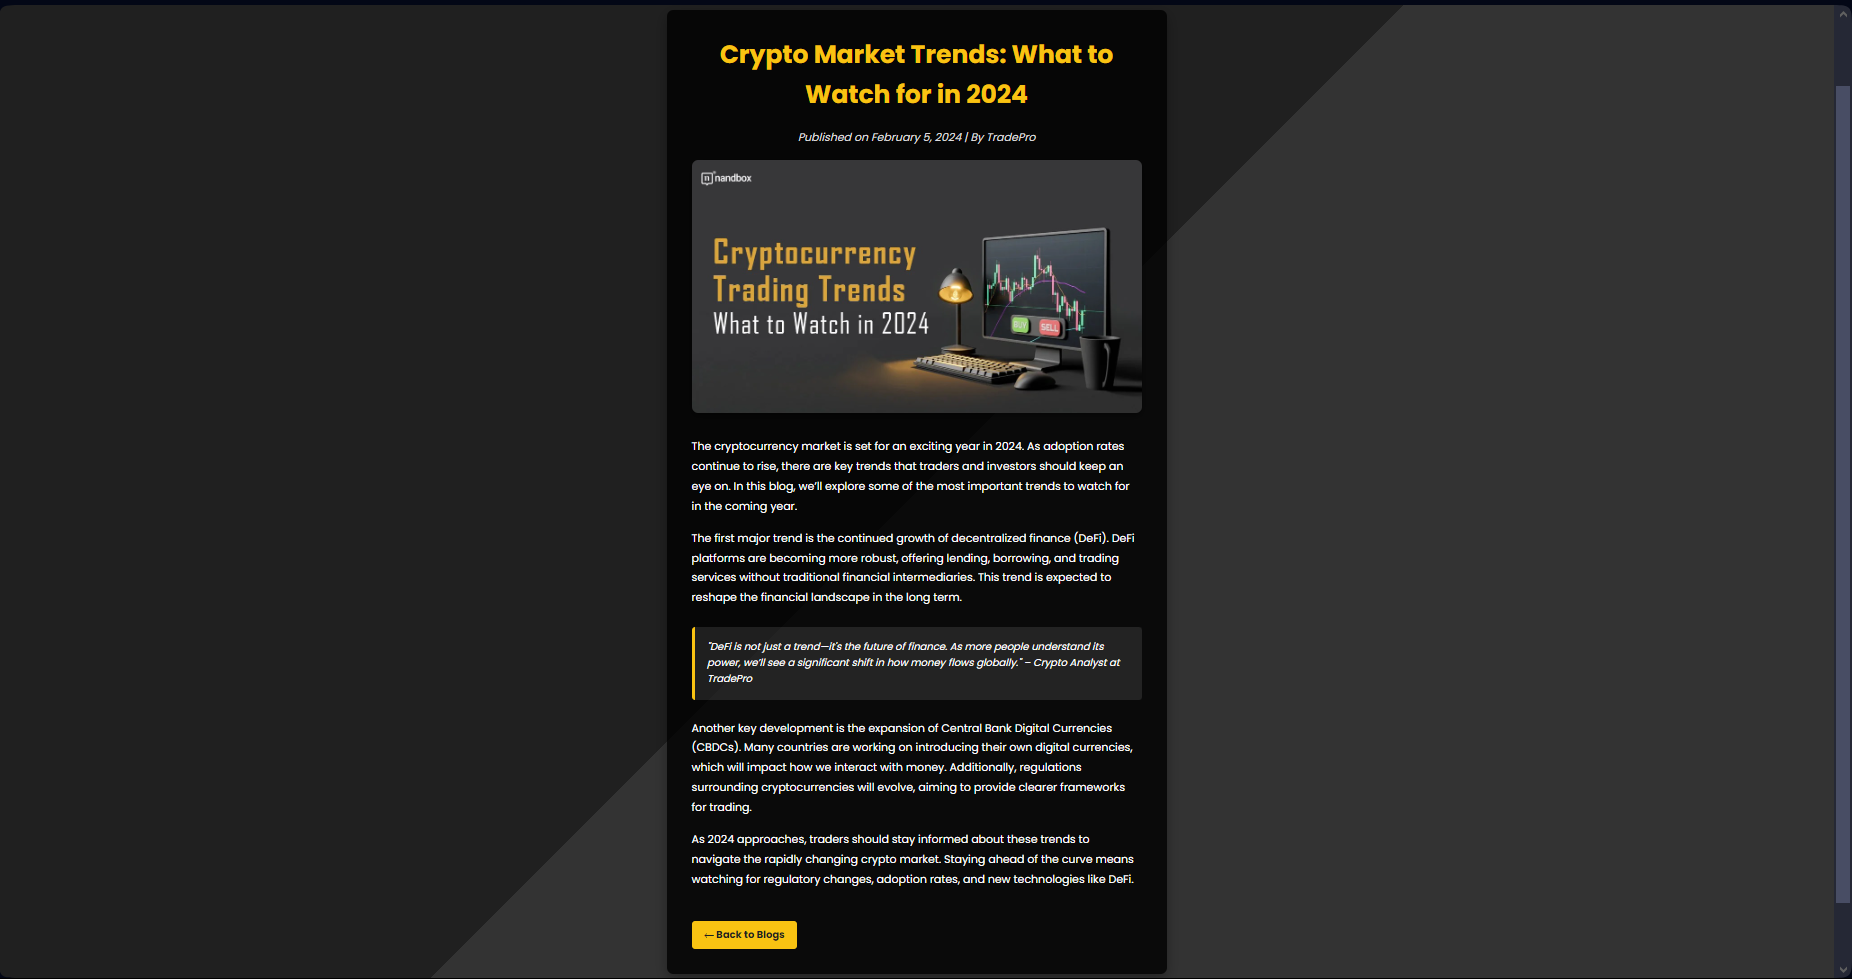 Crypto Market Trends: What to
Watch for in 2024
Published on February 5, 2024 | By TradePro
nandbox
Cryptocurrency
Trading Trends
What to Watch in 2024
BUY
SELL
The cryptocurrency market is set for an exciting year in 2024. As adoption rates
continue to rise, there are key trends that traders and investors should keep an
eye on. In this blog, we'll explore some of the most important trends to watch for
in the coming year.
The first major trend is the continued growth of decentralized finance (DeFi). DeFi
platforms are becoming more robust, offering lending, borrowing, and trading
services without traditional financial intermediaries. This trend is expected to
reshape the financial landscape in the long term.
"DeFi is not just a trend—it's the future of finance. As more people understand its
power, we'll see a significant shift in how money flows globally." – Crypto Analyst at
TradePro
Another key development is the expansion of Central Bank Digital Currencies
(CBDCs). Many countries are working on introducing their own digital currencies,
which will impact how we interact with money. Additionally, regulations
surrounding cryptocurrencies will evolve, aiming to provide clearer frameworks
for trading.
As 2024 approaches, traders should stay informed about these trends to
navigate the rapidly changing crypto market. Staying ahead of the curve means
watching for regulatory changes, adoption rates, and new technologies like DeFi.
← Back to Blogs